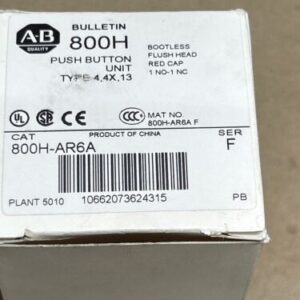 A-B
QUALITY
BULLETIN
800H
PUSH BUTTON
UNIT
TYPE 4,4X,13
BOOTLESS
FLUSH HEAD
RED CAP
1 NO-1 NC
UL
MAT NO
800H-AR6A F
CAT
PRODUCT OF CHINA
SER
800H-AR6A
F
PLANT 5010
10662073624315
PB